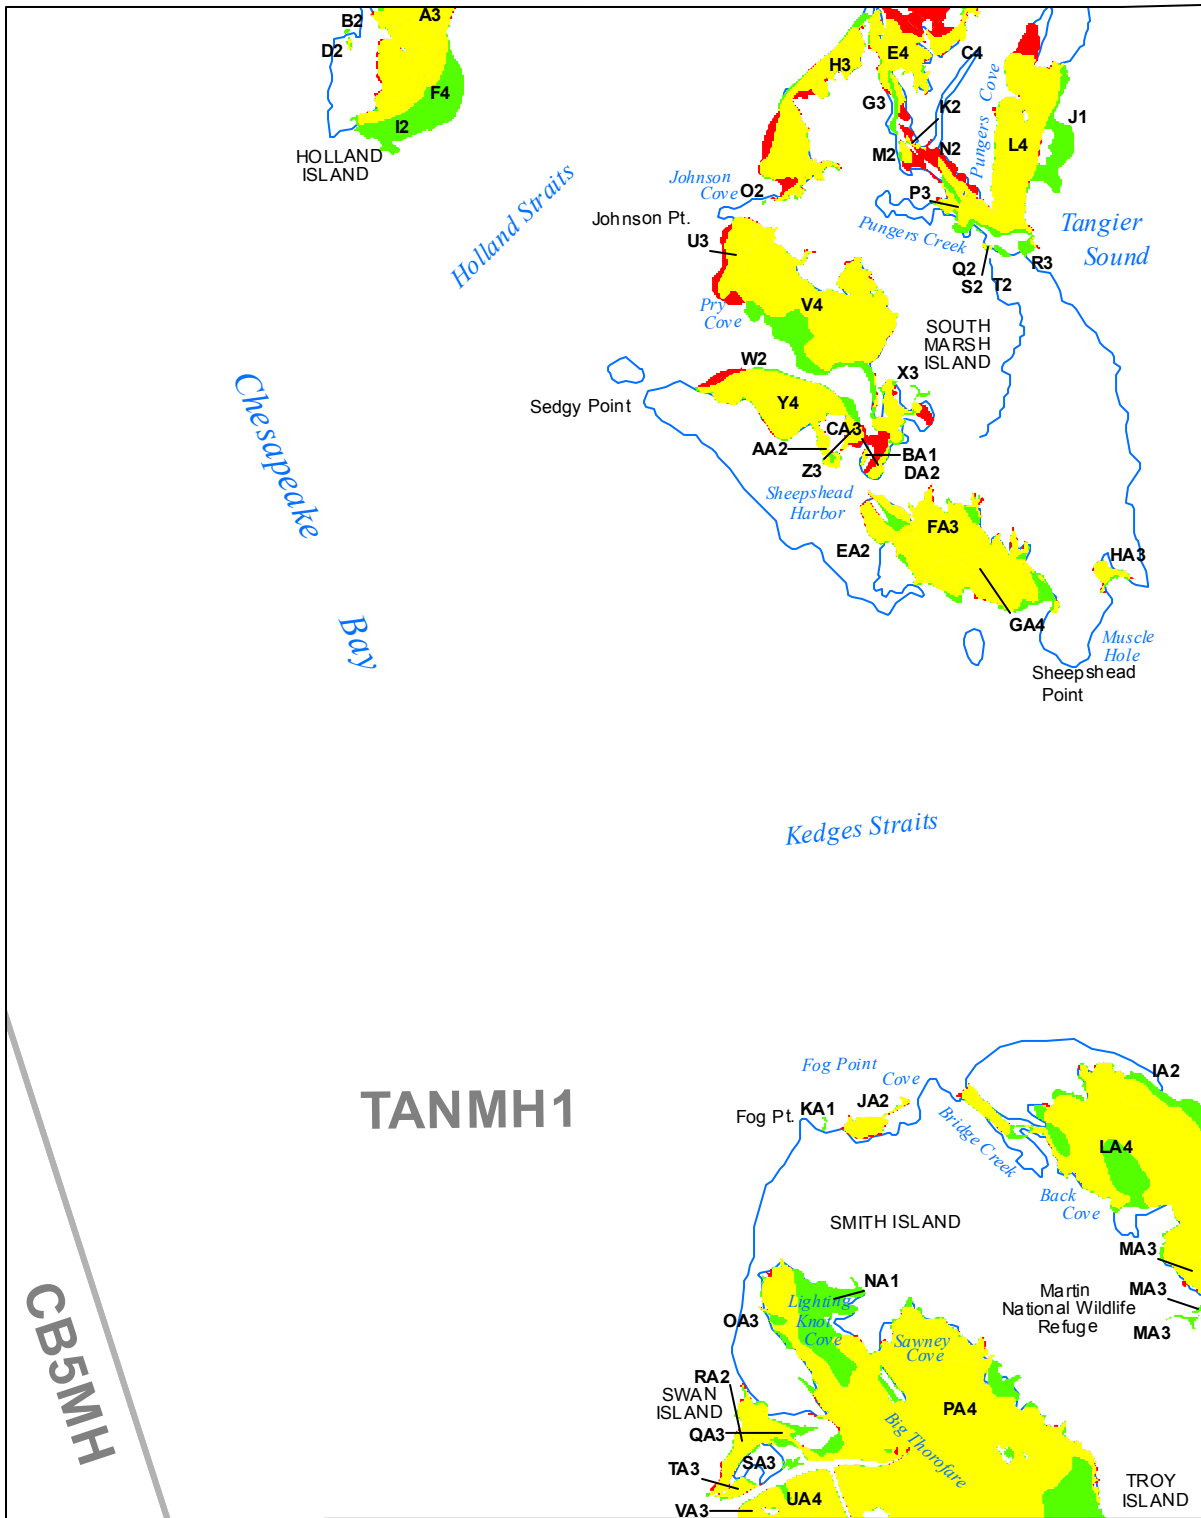 B2
A3
D2
F4
I2
HOLLAND
ISLAND
E4
C4
H3
G3
K2
Pungers Cove
J1
L4
M2
N2
Johnson
Cove
O2
P3
Johnson Pt.
Pungers Creek
Tangier
Sound
U3
Holland Straits
Q2
R3
S2
T2
Pry
Cove
V4
SOUTH
MARSH
ISLAND
W2
X3
Sedgy Point
Y4
CA3
AA2
BA1
Z3
DA2
Sheepshead
Harbor
FA3
EA2
HA3
GA4
Muscle
Hole
Sheepshead
Point
Chesapeake
Bay
Kedges Straits
TANMH1
CB5MH
Fog Point
Cove
IA2
KA1
JA2
Fog Pt.
Bridge Creek
LA4
Back
Cove
SMITH ISLAND
MA3
NA1
MA3
Martin
National Wildlife
Refuge
MA3
Lighting
Knot
Cove
OA3
Sawney
Cove
RA2
SWAN
ISLAND
PA4
QA3
Big Thorofare
SA3
TA3
UA4
VA3
TROY
ISLAND